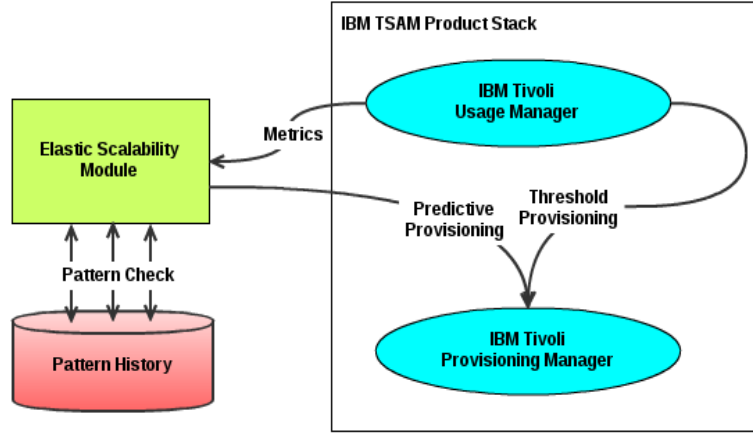 IBM TSAM Product Stack
IBM Tivoli
Usage Manager
Metrics
Elastic Scalability
Module
Predictive
Provisioning
Threshold
Provisioning
Pattern Check
IBM Tivoli
Provisioning Manager
Pattern History